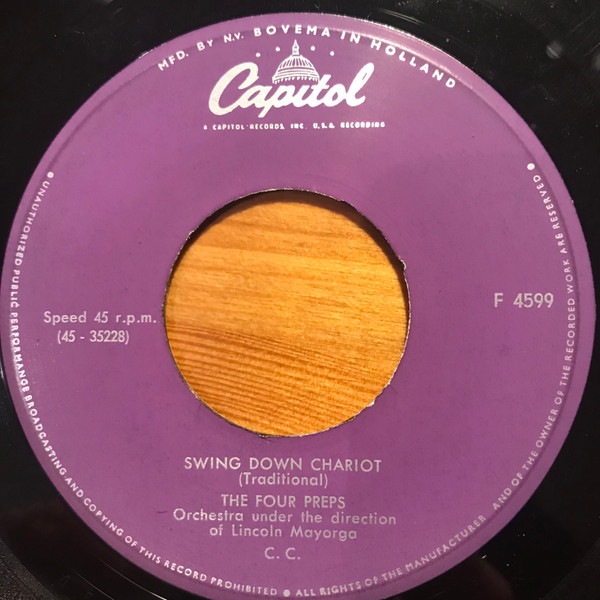 MFD. BY N.V. BOVEMA IN HOLLAND
Capitol
A CAPITOL RECORDS, INC. U.S.A. RECORDING
F 4599
Speed 45 r.p.m.
(45 - 35228)
SWING DOWN CHARIOT
(Traditional)
THE FOUR PREPS
Orchestra under the direction
of Lincoln Mayorga
C. C.
• UNAUTHORIZED PUBLIC PERFORMANGE BROADCASTING AND COPYING OF THIS RECORD PROHIBITED • ALL RIGHTS OF THE MANUFACTURER AND OF THE OWNER OF THE RECORDED WORK ARE RESERVED •